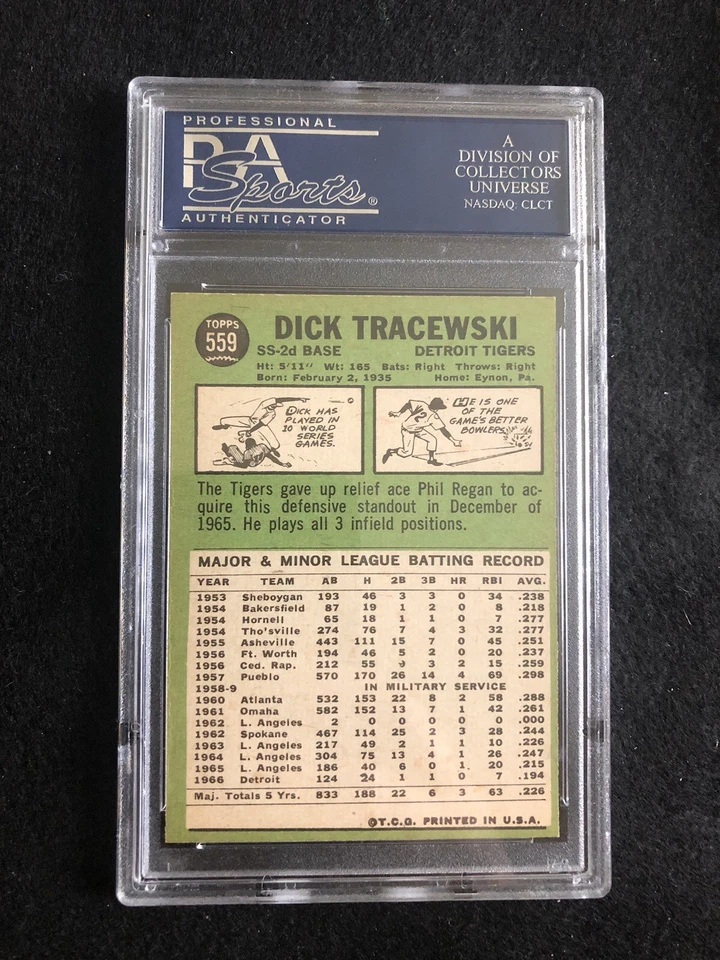 PROFESSIONAL
PSA
Sports®
AUTHENTICATOR
A
DIVISION OF
COLLECTORS
UNIVERSE
NASDAQ: CLCT
TOPPS
559
DICK TRACEWSKI
SS-2d BASE DETROIT TIGERS
Ht: 5'11" Wt: 165 Bats: Right Throws: Right
Born: February 2, 1935 Home: Eynon, Pa.
DICK HAS
PLAYED IN
10 WORLD
SERIES
GAMES.
HE IS ONE
OF THE
GAME'S BETTER
BOWLERS.
The Tigers gave up relief ace Phil Regan to ac-
quire this defensive standout in December of
1965. He plays all 3 infield positions.
MAJOR & MINOR LEAGUE BATTING RECORD
YEAR TEAM AB H 2B 3B HR RBI AVG.
1953 Sheboygan 193 46 3 3 0 34 .238
1954 Bakersfield 87 19 1 2 0 8 .218
1954 Hornell 65 18 1 1 0 7 .277
1954 Tho'sville 274 76 7 4 3 32 .277
1955 Asheville 443 111 15 7 0 45 .251
1956 Ft. Worth 194 46 5 2 0 20 .237
1956 Ced. Rap. 212 55 3 2 15 .259
1957 Pueblo 570 170 26 14 4 69 .298
1958-9 IN MILITARY SERVICE
1960 Atlanta 532 153 22 8 2 58 .288
1961 Omaha 582 152 13 7 1 42 .261
1962 L. Angeles 2 0 0 0 0 0 .000
1962 Spokane 467 114 25 2 3 28 .244
1963 L. Angeles 217 49 2 1 1 10 .226
1964 L. Angeles 304 75 13 4 1 26 .247
1965 L. Angeles 186 40 6 0 1 20 .215
1966 Detroit 124 24 1 1 0 7 .194
Maj. Totals 5 Yrs. 833 188 22 6 3 63 .226
©T.C.G. PRINTED IN U.S.A.